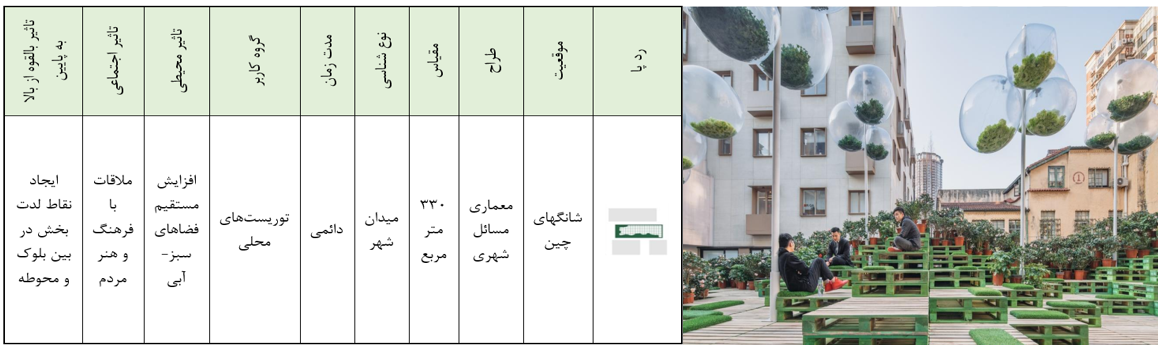 رد پا
موقعیت
طراح
مقیاس
نوع شناسی
مدت زمان
گروه کاربر
تاثیر محیطی
تاثیر اجتماعی
تاثیر بالقوه از بالا
به پایین
شانگهای
چین
معماری
مسائل
شهری
۳۳۰
متر
مربع
میدان
شهر
دائمی
توریست‌های
محلی
افزایش
مستقیم
فضاهای
سبز-
آبی
ملاقات
با
فرهنگ
و هنر
مردم
ایجاد
نقاط لدت
بخش در
بین بلوک
و محوطه